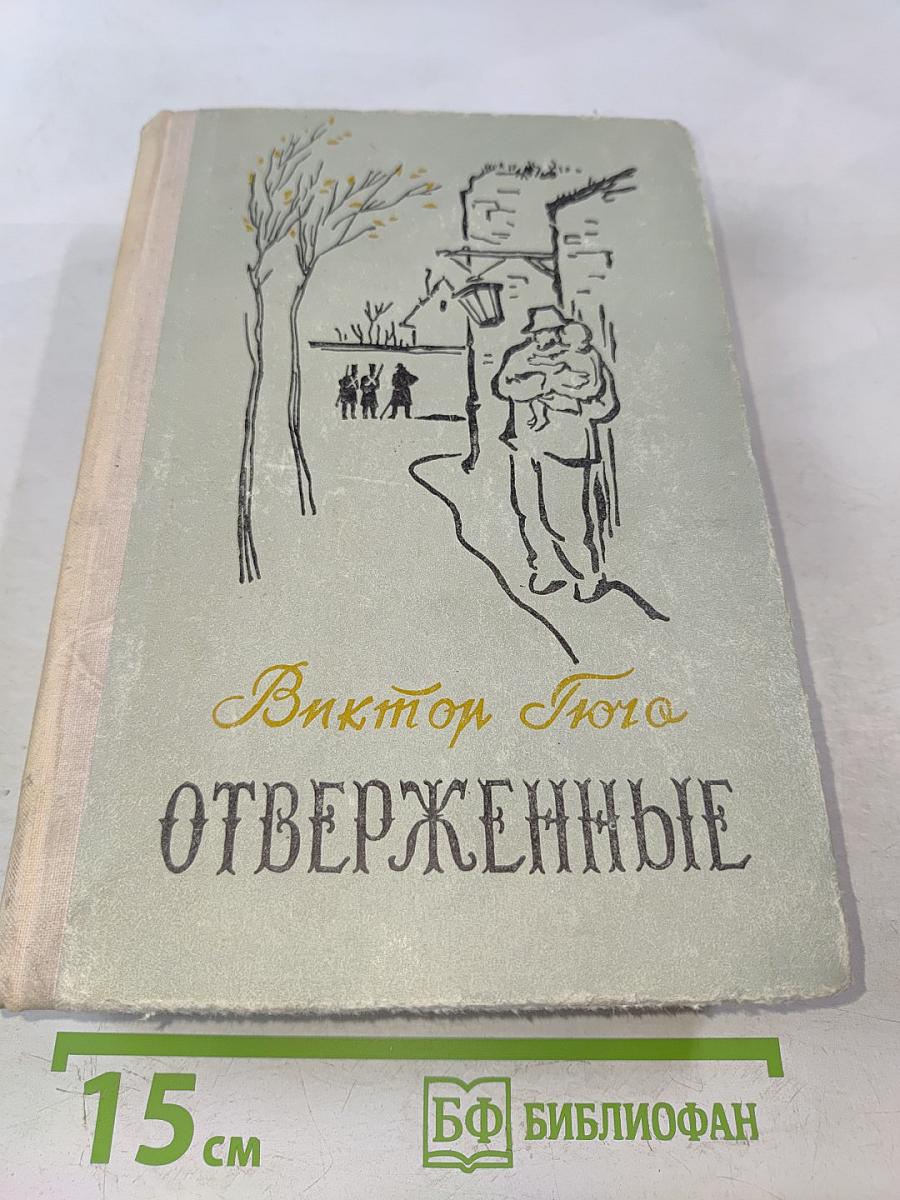 Виктор Гюго
ОТВЕРЖЕННЫЕ
15 см
БФ БИБЛИОФАН